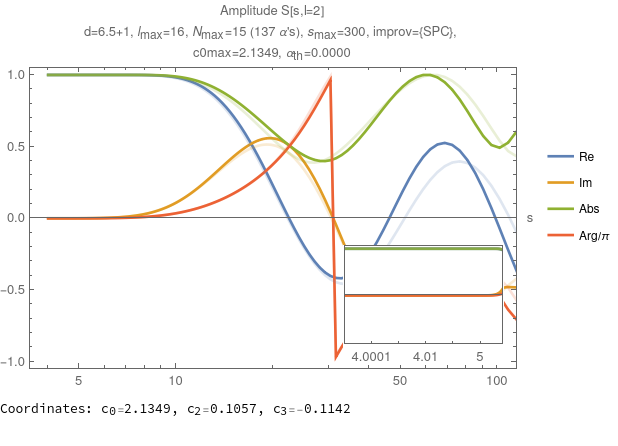 Amplitude S[s,l=2]
d=6.5+1, lmax=16, Nmax=15 (137 α's), smax=300, improv={SPC},
c0max=2.1349, αth=0.0000
1.0
0.5
0.0
−0.5
−1.0
s
Re
Im
Abs
Arg/π
4.0001 4.01 5
5 10 50 100
Coordinates: c0=2.1349, c2=0.1057, c3=-0.1142